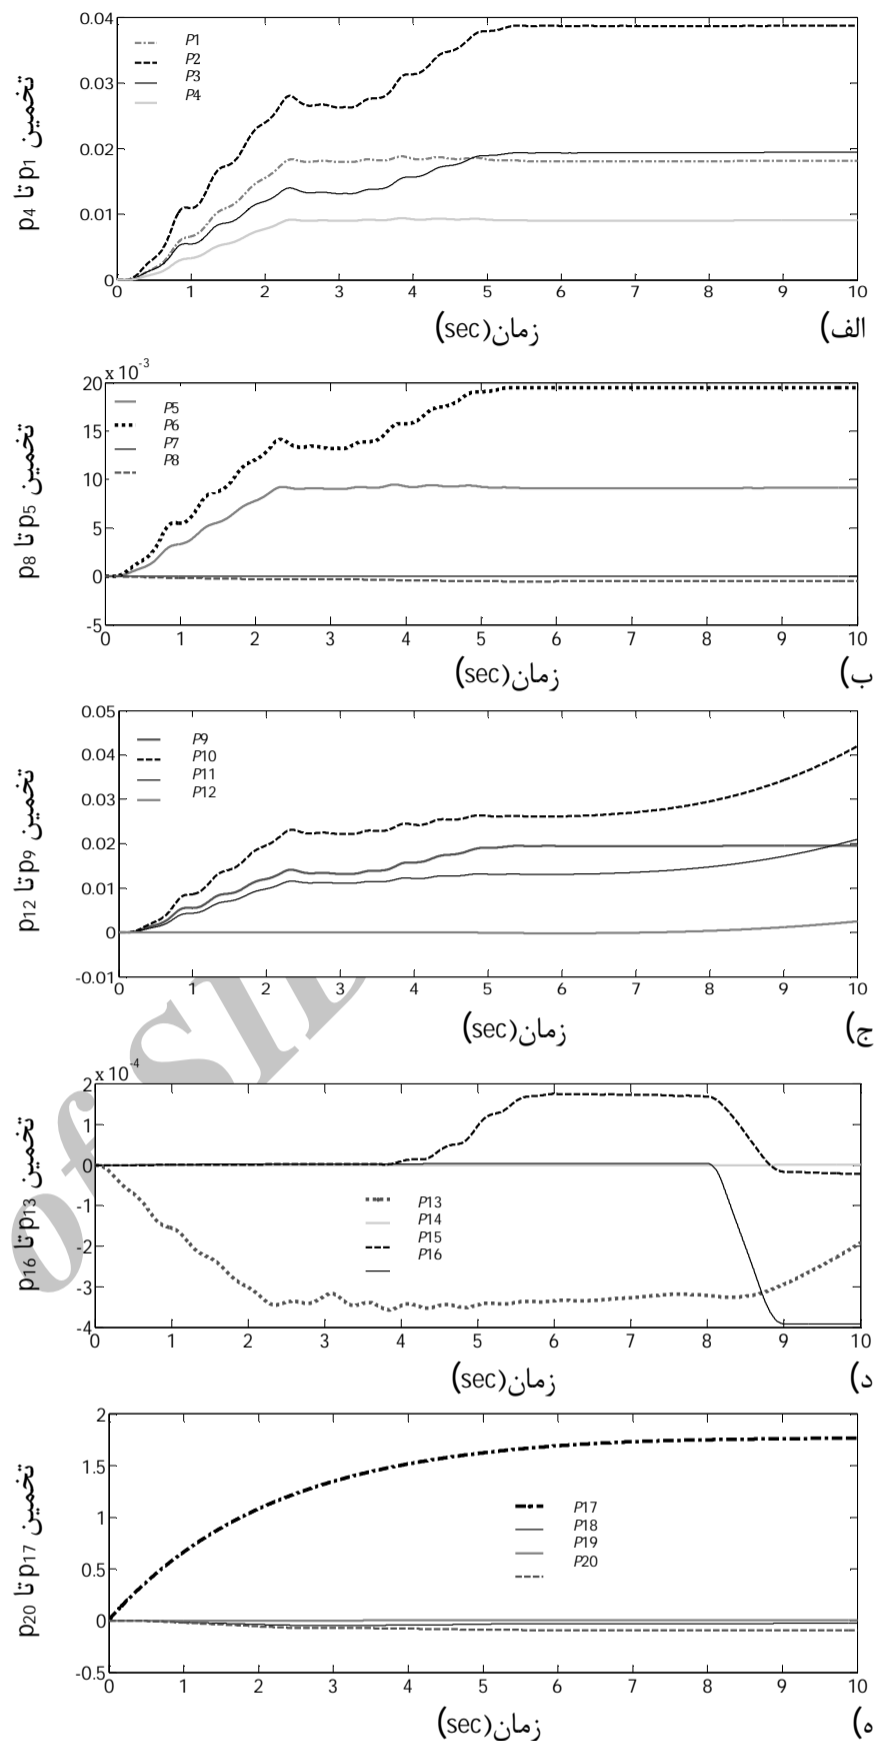 0.04
P1
P2
P3
P4
0.03
0.02
0.01
0
0 1 2 3 4 5 6 7 8 9 10
تخمین p1 تا p4
زمان(sec)
الف)
x 10-3
20
P5
P6
P7
P8
15
10
5
0
-5
0 1 2 3 4 5 6 7 8 9 10
تخمین p5 تا p8
زمان(sec)
ب)
0.05
P9
P10
P11
P12
0.04
0.03
0.02
0.01
0
-0.01
0 1 2 3 4 5 6 7 8 9 10
تخمین p9 تا p12
زمان(sec)
ج)
of SID
x 10-4
2
1
0
-1
P13
P14
P15
P16
-2
-3
-4
0 1 2 3 4 5 6 7 8 9 10
تخمین p13 تا p16
زمان(sec)
د)
2
1.5
P17
P18
P19
P20
1
0.5
0
-0.5
0 1 2 3 4 5 6 7 8 9 10
تخمین p17 تا p20
زمان(sec)
ه)